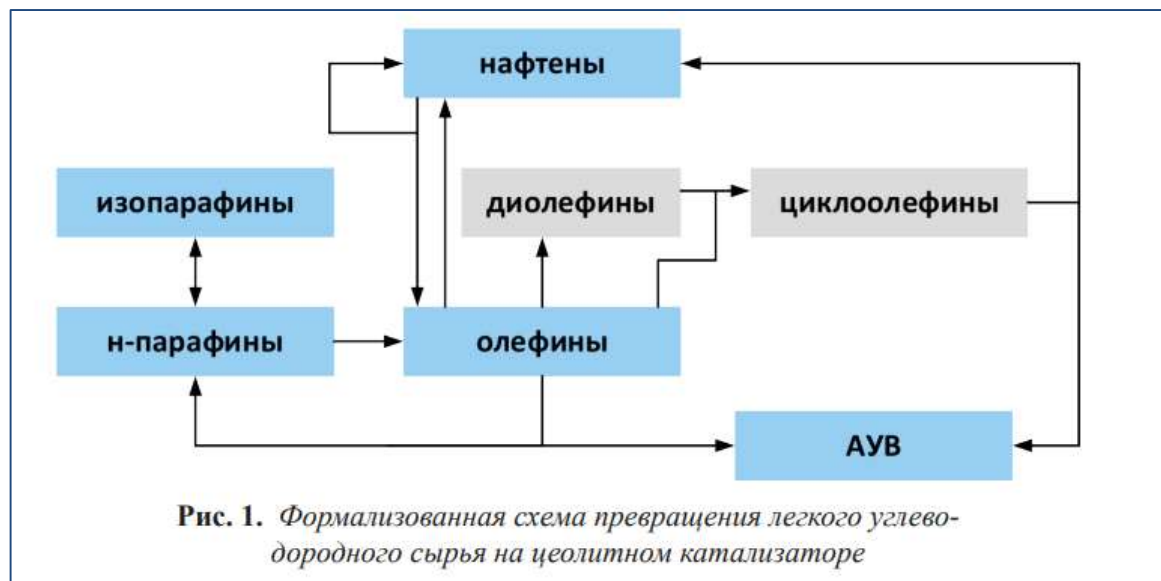 нафтены
изопарафины
диолефины
циклоолефины
н-парафины
олефины
АУВ
Рис. 1. Формализованная схема превращения легкого углево-
дородного сырья на цеолитном катализаторе